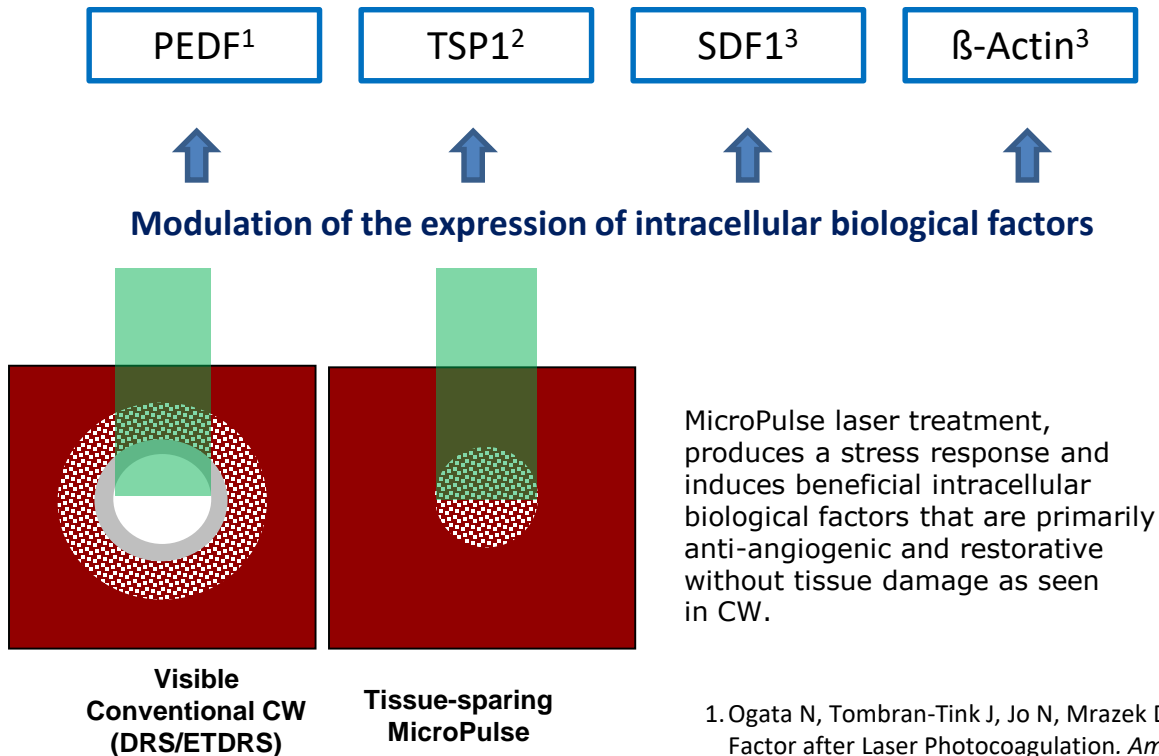 PEDF¹
TSP1²
SDF1³
ß-Actin³
Modulation of the expression of intracellular biological factors
MicroPulse laser treatment,
produces a stress response and
induces beneficial intracellular
biological factors that are primarily
anti-angiogenic and restorative
without tissue damage as seen
in CW.
Visible
Conventional CW
(DRS/ETDRS)
Tissue-sparing
MicroPulse
1. Ogata N, Tombran-Tink J, Jo N, Mrazek D
Factor after Laser Photocoagulation. Am